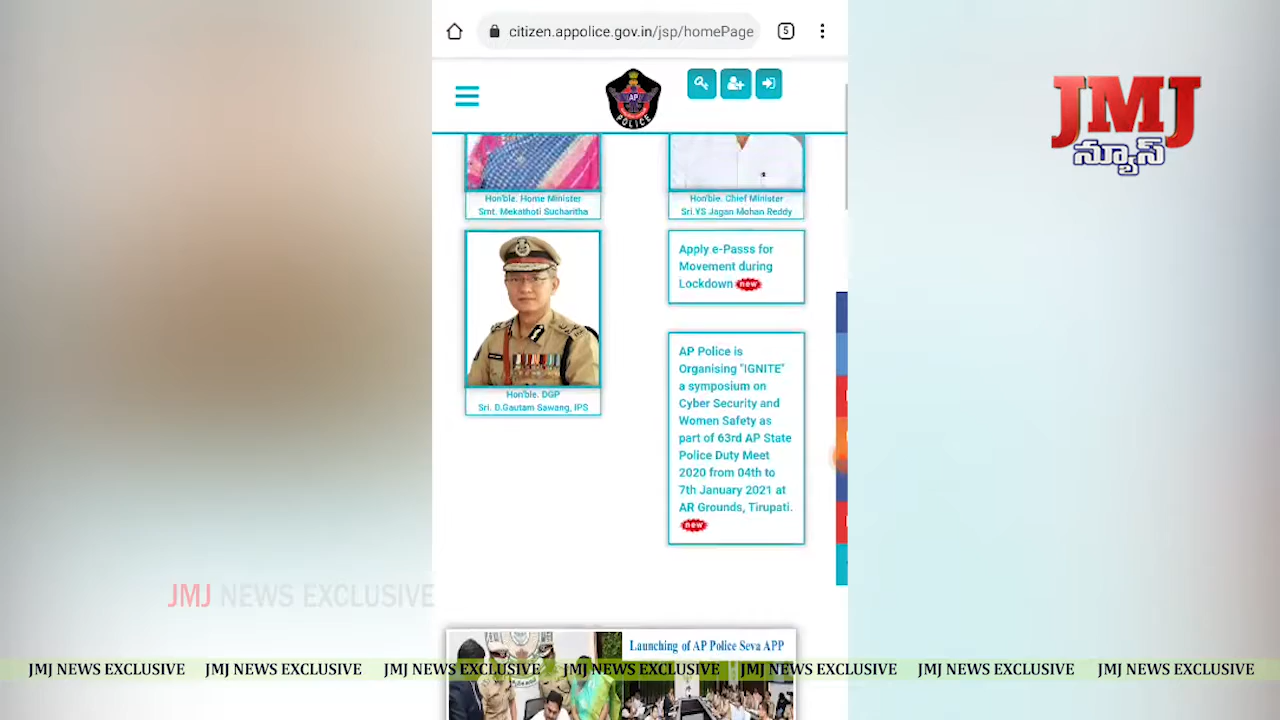 citizen.appolice.gov.in/jsp/homePage
5
AP
POLICE
JMJ
న్యూస్
Hon'ble. Home Minister
Smt. Mekathoti Sucharitha
Hon'ble. Chief Minister
Sri.YS Jagan Mohan Reddy
Hon'ble. DGP
Sri. D.Gautam Sawang, IPS
Apply e-Passs for
Movement during
Lockdown new
AP Police is
Organising "IGNITE"
a symposium on
Cyber Security and
Women Safety as
part of 63rd AP State
Police Duty Meet
2020 from 04th to
7th January 2021 at
AR Grounds, Tirupati.
new
JMJ NEWS EXCLUSIVE
Launching of AP Police Seva APP
JMJ NEWS EXCLUSIVE JMJ NEWS EXCLUSIVE JMJ NEWS EXCLUSIVE JMJ NEWS EXCLUSIVE JMJ NEWS EXCLUSIVE JMJ NEWS EXCLUSIVE JMJ NEWS EXCLUSIVE